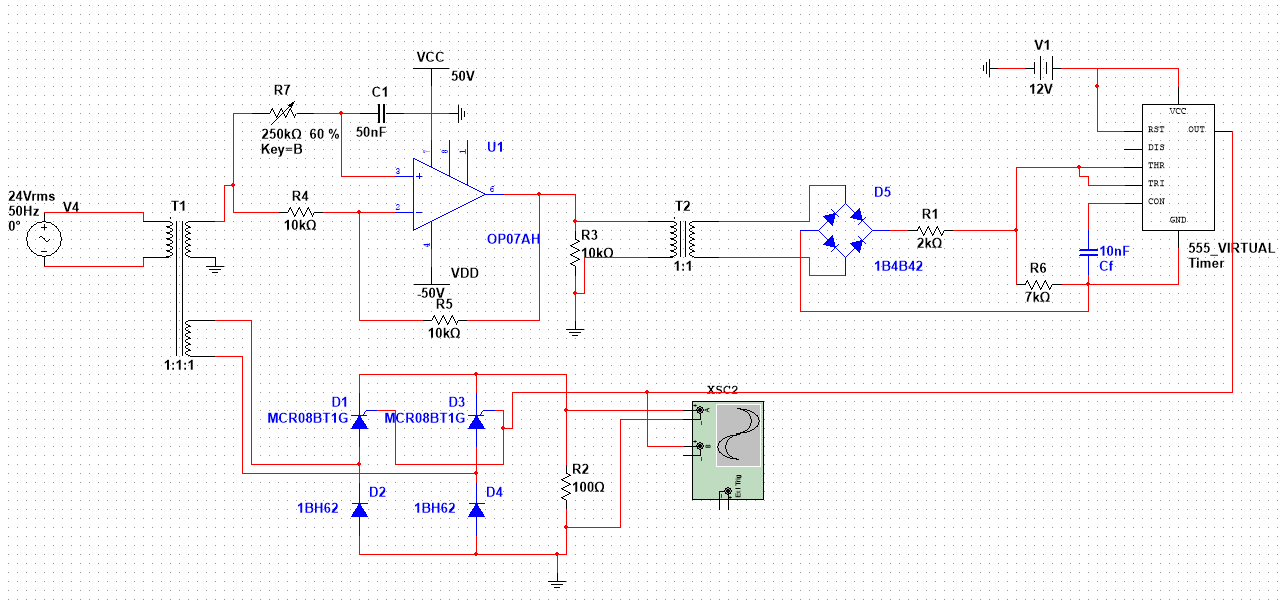 V1
12V
VCC
50V
R7
250kΩ 60 %
Key=B
C1
50nF
U1
7
8
1
3
2
6
4
OP07AH
VDD
-50V
R4
10kΩ
R5
10kΩ
24Vrms
50Hz
0°
V4
T1
1:1:1
R3
10kΩ
T2
1:1
D5
1B4B42
R1
2kΩ
R6
7kΩ
10nF
Cf
VCC
RST
OUT
DIS
THR
TRI
CON
GND
555_VIRTUAL
Timer
D1
MCR08BT1G
D3
MCR08BT1G
D2
1BH62
D4
1BH62
R2
100Ω
XSC2
A
B
Ext Trig